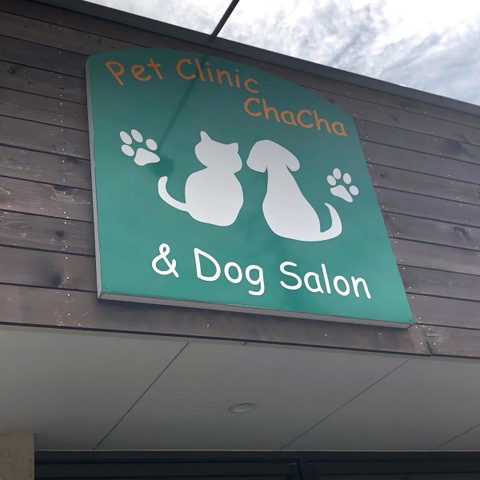 Pet Clinic
ChaCha
& Dog Salon